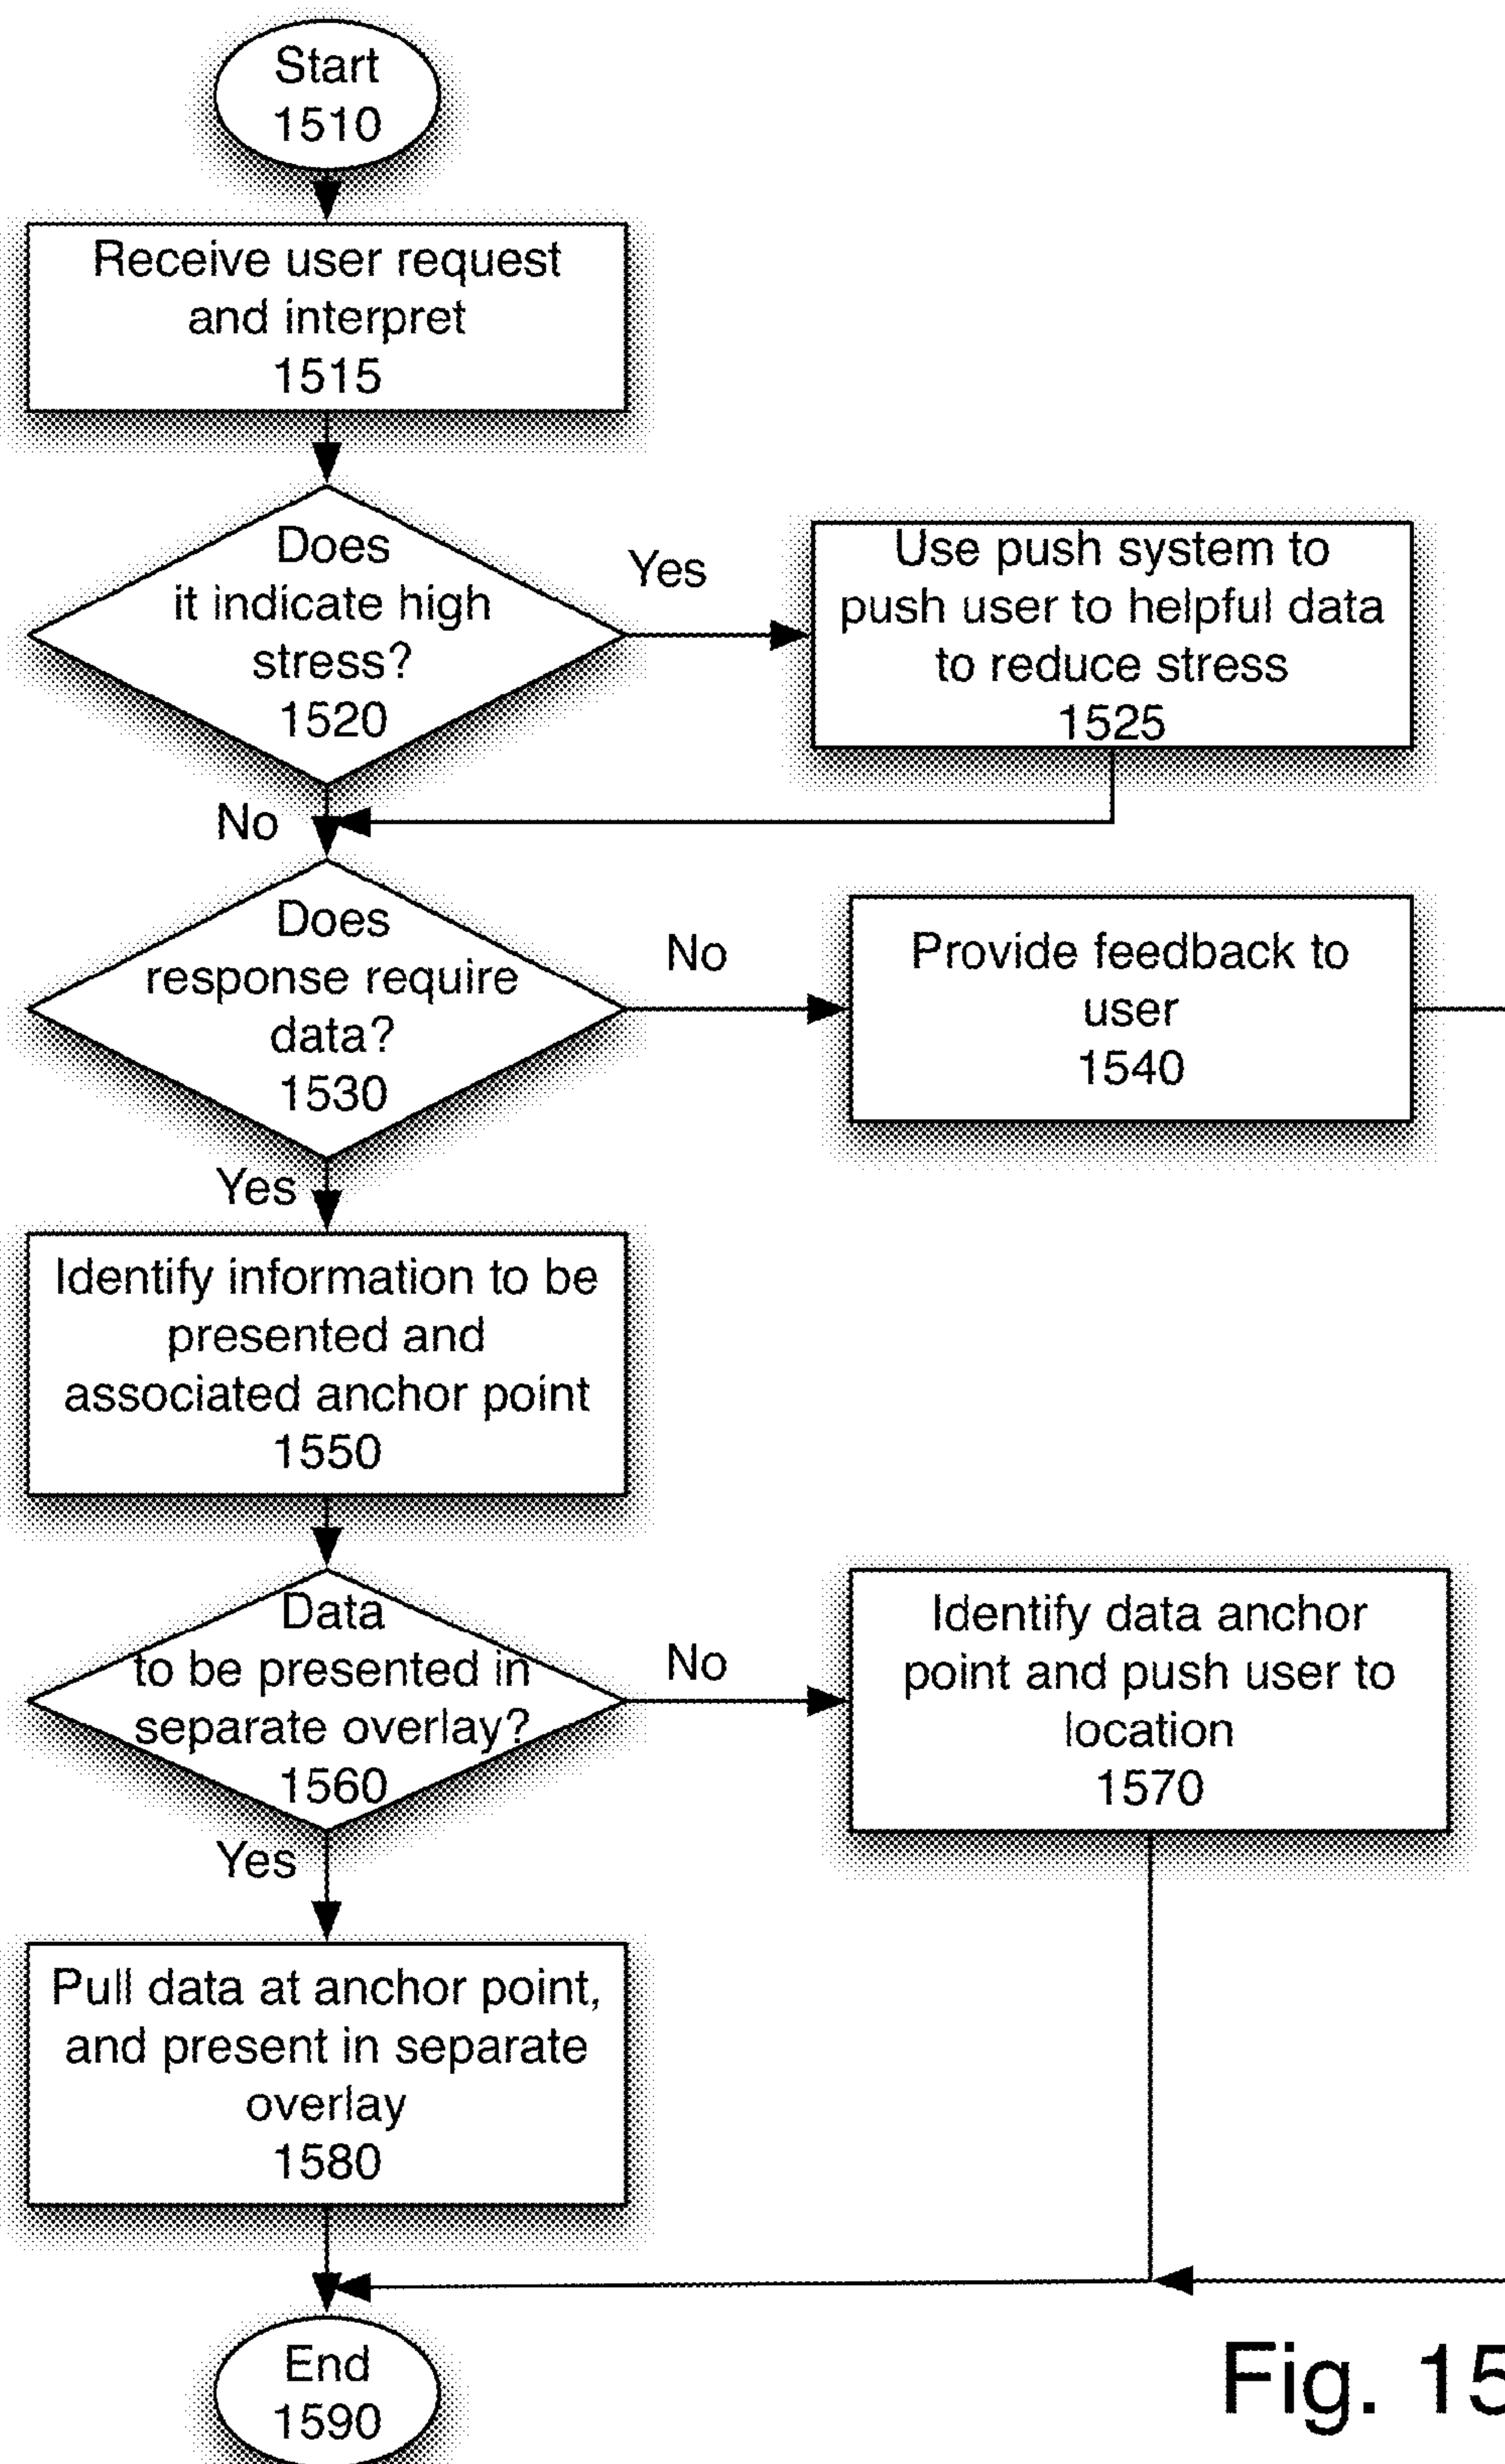 Start
1510
Receive user request
and interpret
1515
Does
it indicate high
stress?
1520
Yes
Use push system to
push user to helpful data
to reduce stress
1525
No
Does
response require
data?
1530
No
Provide feedback to
user
1540
Yes
Identify information to be
presented and
associated anchor point
1550
Data
to be presented in
separate overlay?
1560
No
Identify data anchor
point and push user to
location
1570
Yes
Pull data at anchor point,
and present in separate
overlay
1580
End
1590
Fig. 15